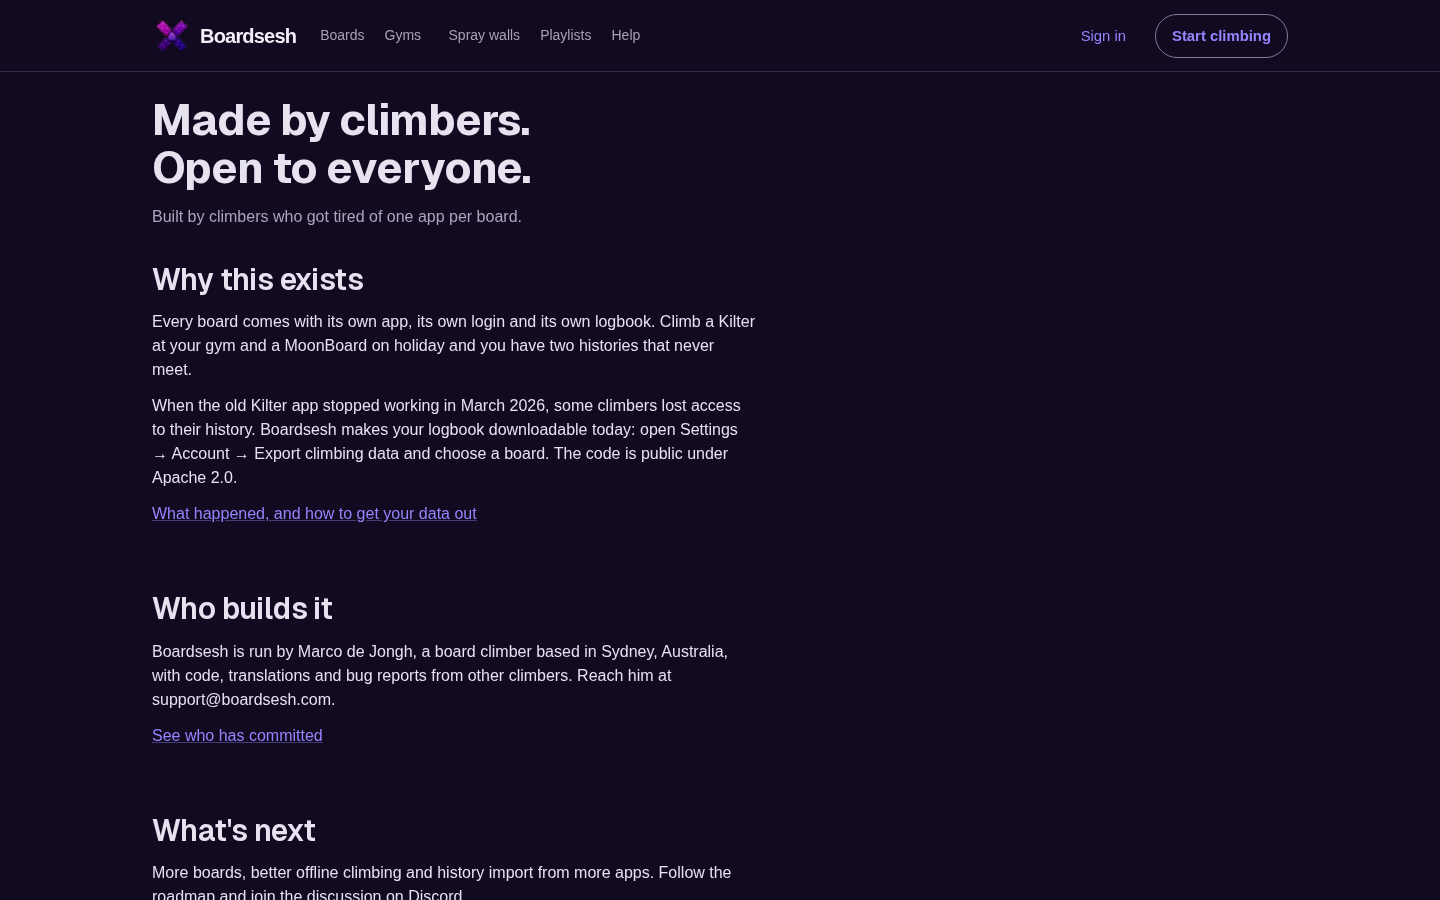 Boardsesh Boards Gyms Spray walls Playlists Help Sign in Start climbing
Made by climbers.
Open to everyone.
Built by climbers who got tired of one app per board.
Why this exists
Every board comes with its own app, its own login and its own logbook. Climb a Kilter
at your gym and a MoonBoard on holiday and you have two histories that never
meet.
When the old Kilter app stopped working in March 2026, some climbers lost access
to their history. Boardsesh makes your logbook downloadable today: open Settings
→ Account → Export climbing data and choose a board. The code is public under
Apache 2.0.
What happened, and how to get your data out
Who builds it
Boardsesh is run by Marco de Jongh, a board climber based in Sydney, Australia,
with code, translations and bug reports from other climbers. Reach him at
support@boardsesh.com.
See who has committed
What's next
More boards, better offline climbing and history import from more apps. Follow the
roadmap and join the discussion on Discord